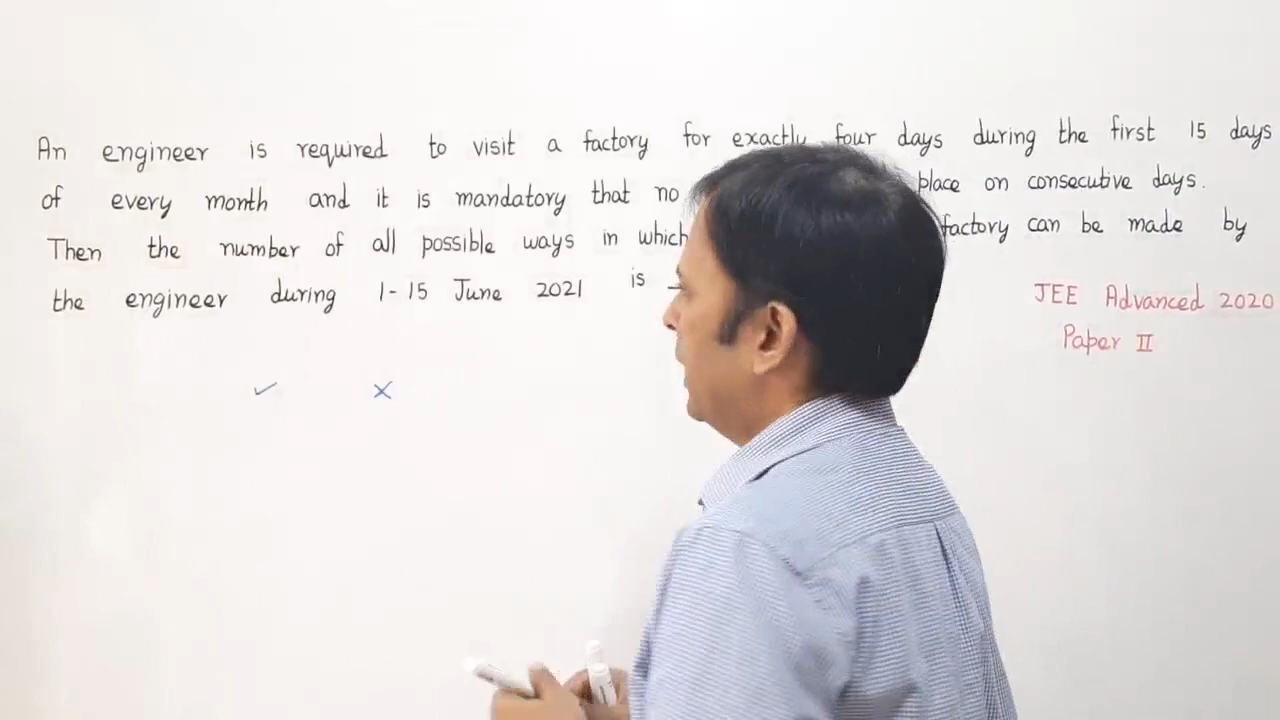 An engineer is required to visit a factory for exactly four days during the first 15 days
of every month and it is mandatory that no place on consecutive days.
Then the number of all possible ways in which factory can be made by
the engineer during 1-15 June 2021 is
JEE Advanced 2020
Paper II
✓ ×